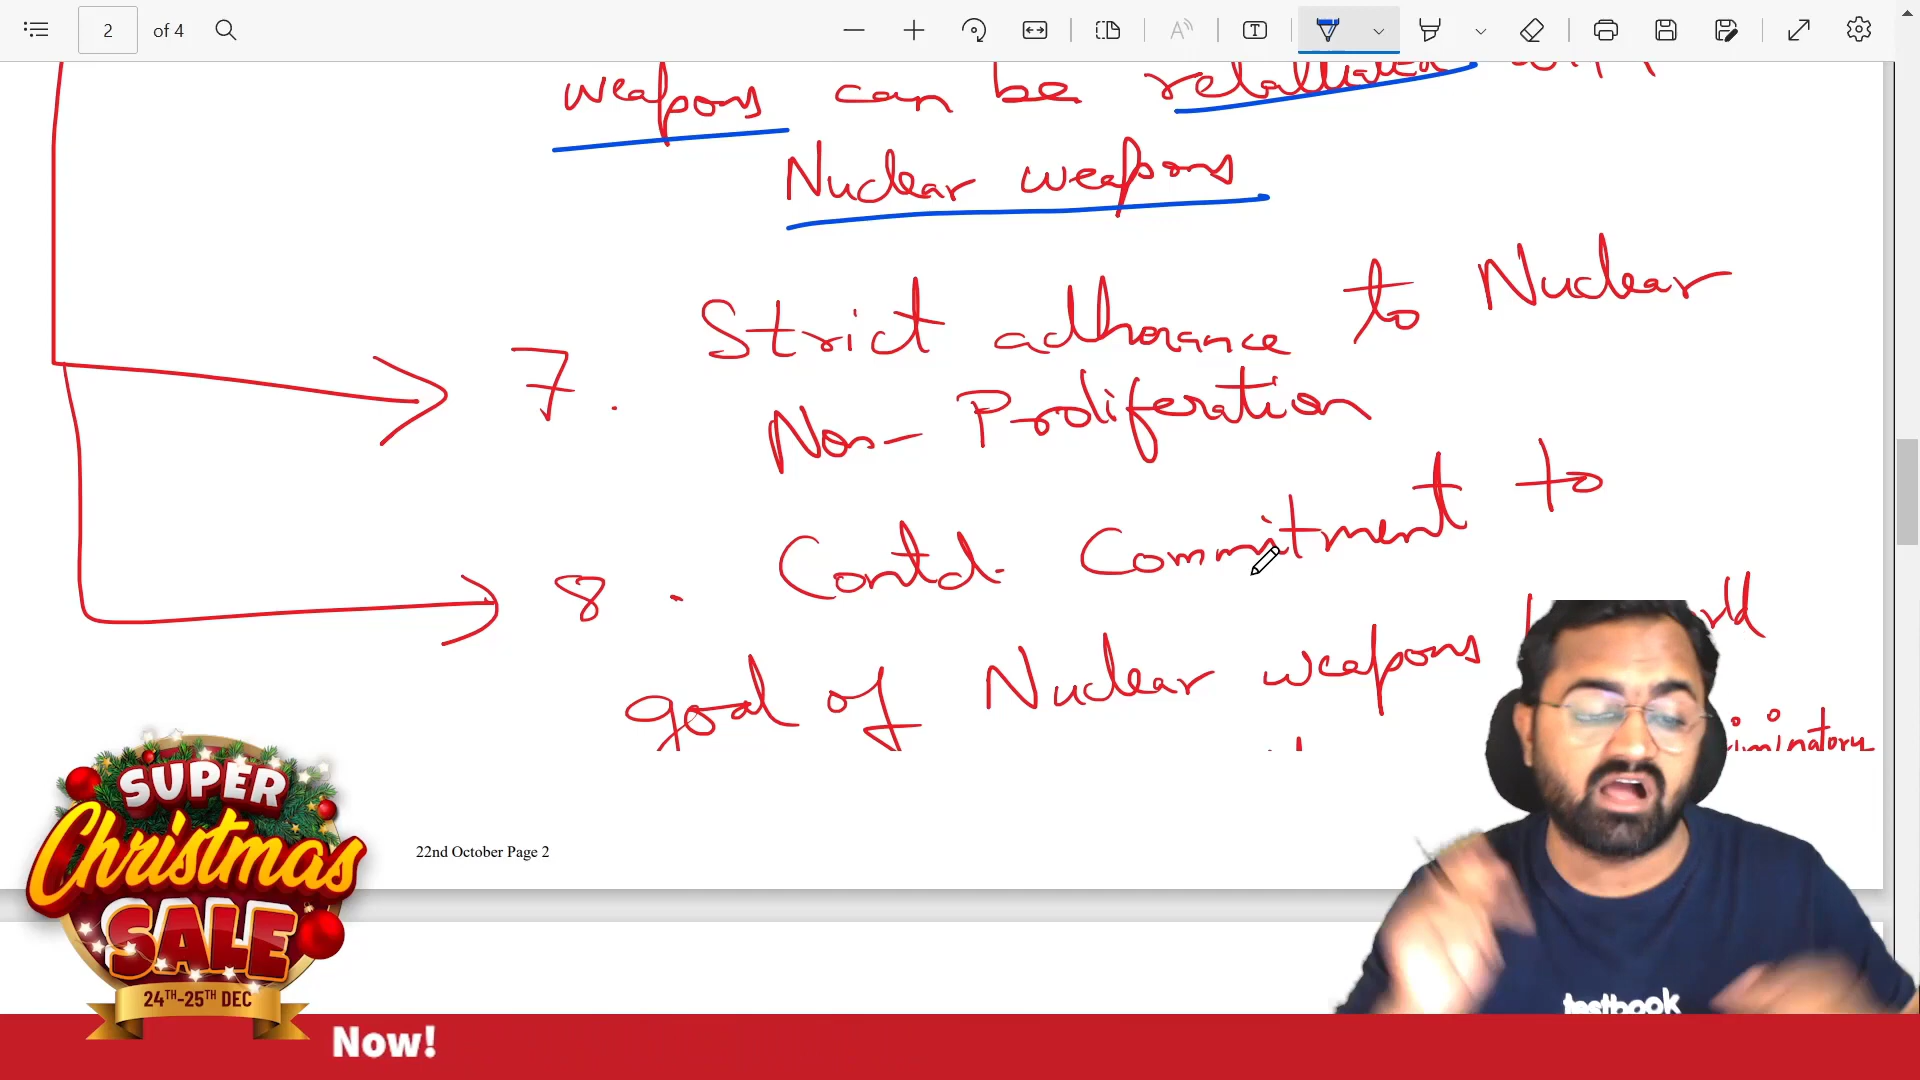 2 of 4
weapons can be retalliated
Nuclear weapons
7. Strict adherance to Nuclear
Non- Proliferation
8. Contd. Commitment to
goal of Nuclear weapons
SUPER
Christmas
SALE
24TH-25TH DEC
22nd October Page 2
testbook
Now!